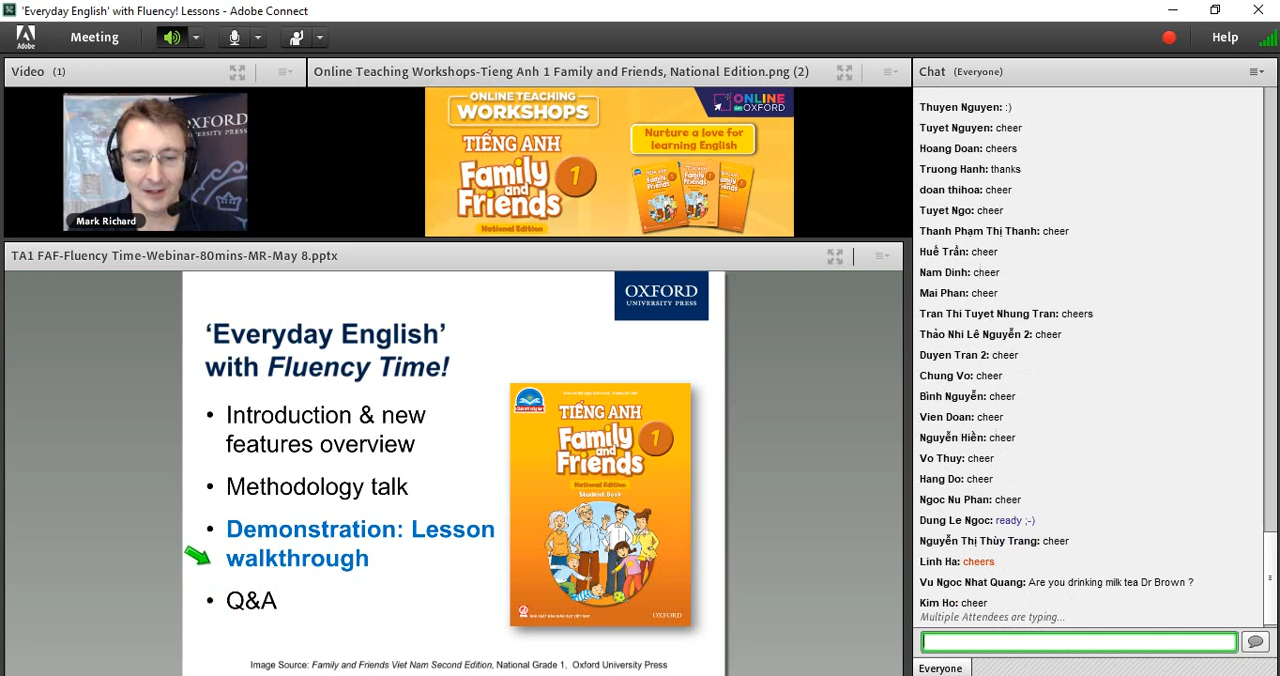 'Everyday English' with Fluency! Lessons - Adobe Connect
Adobe
Meeting
Help
Video (1)
OXFORD
UNIVERSITY PRESS
Mark Richard
Online Teaching Workshops-Tieng Anh 1 Family and Friends, National Edition.png (2)
ONLINE TEACHING
WORKSHOPS
TIẾNG ANH
Family
and
Friends
1
National Edition
ONLINE
OXFORD
Nurture a love for
learning English
TA1 FAF-Fluency Time-Webinar-80mins-MR-May 8.pptx
OXFORD
UNIVERSITY PRESS
'Everyday English'
with Fluency Time!
• Introduction & new
features overview
• Methodology talk
• Demonstration: Lesson
walkthrough
• Q&A
TIẾNG ANH
Family
and
Friends
1
National Edition
Student Book
OXFORD
Image Source: Family and Friends Viet Nam Second Edition, National Grade 1, Oxford University Press
Chat (Everyone)
Thuyen Nguyen: :)
Tuyet Nguyen: cheer
Hoang Doan: cheers
Truong Hanh: thanks
doan thihoa: cheer
Tuyet Ngo: cheer
Thanh Phạm Thị Thanh: cheer
Huế Trần: cheer
Nam Dinh: cheer
Mai Phan: cheer
Tran Thi Tuyet Nhung Tran: cheers
Thảo Nhi Lê Nguyễn 2: cheer
Duyen Tran 2: cheer
Chung Vo: cheer
Bình Nguyễn: cheer
Vien Doan: cheer
Nguyễn Hiền: cheer
Vo Thuy: cheer
Hang Do: cheer
Ngoc Nu Phan: cheer
Dung Le Ngoc: ready ;-)
Nguyễn Thị Thùy Trang: cheer
Linh Ha: cheers
Vu Ngoc Nhat Quang: Are you drinking milk tea Dr Brown ?
Kim Ho: cheer
Multiple Attendees are typing...
Everyone